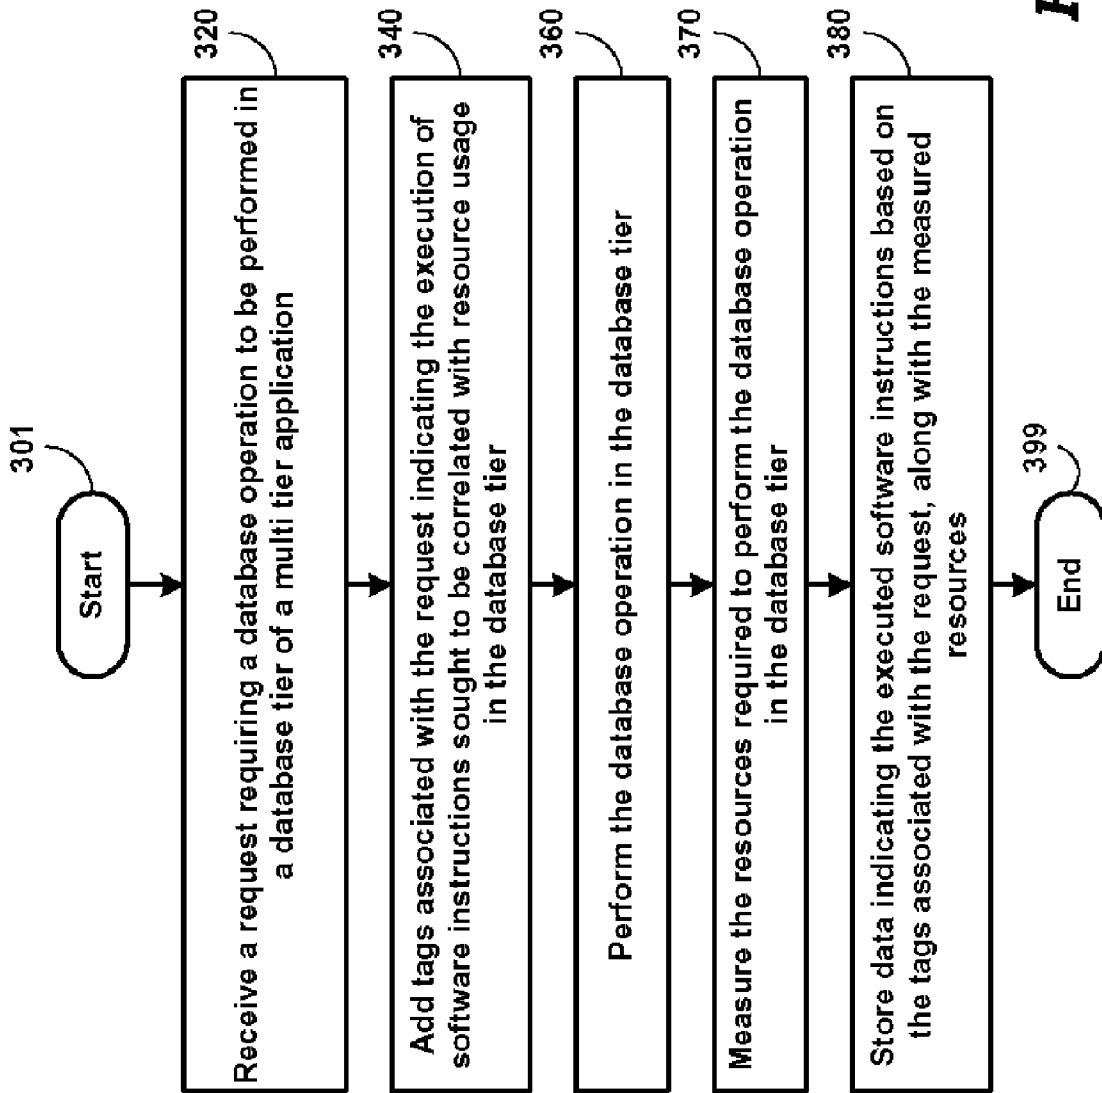 301
Start
320
Receive a request requiring a database operation to be performed in
a database tier of a multi tier application
340
Add tags associated with the request indicating the execution of
software instructions sought to be correlated with resource usage
in the database tier
360
Perform the database operation in the database tier
370
Measure the resources required to perform the database operation
in the database tier
380
Store data indicating the executed software instructions based on
the tags associated with the request, along with the measured
resources
399
End